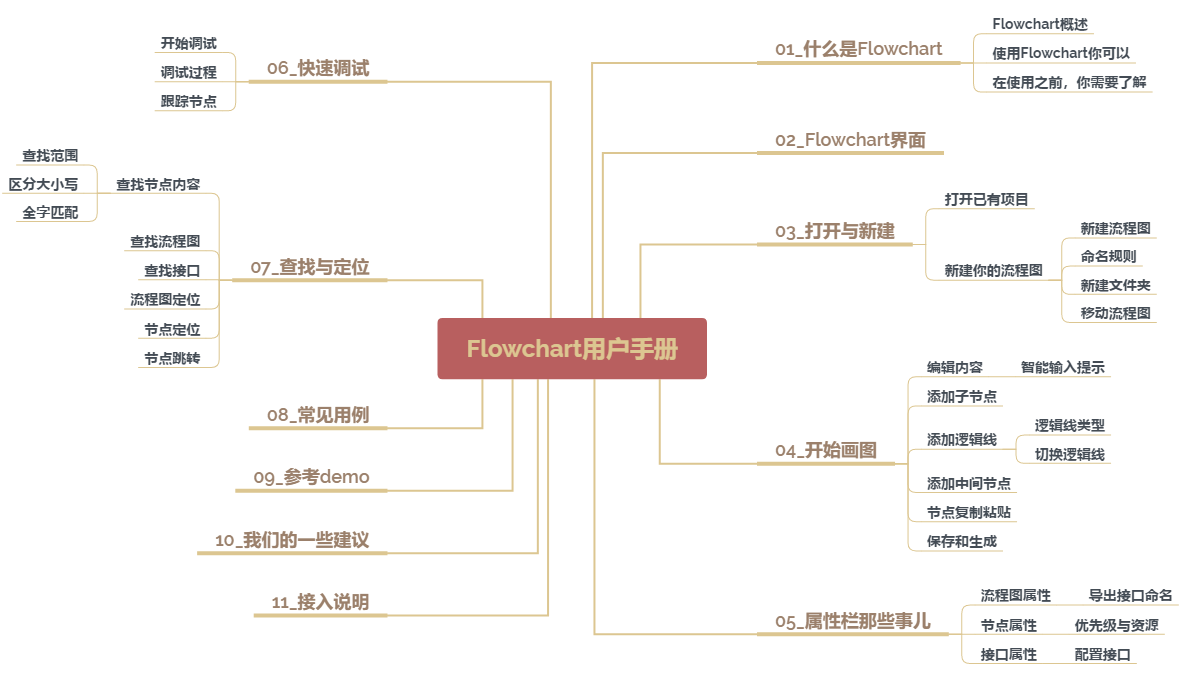 Flowchart用户手册
01_什么是Flowchart
Flowchart概述
使用Flowchart你可以
在使用之前，你需要了解
02_Flowchart界面
03_打开与新建
打开已有项目
新建你的流程图
新建流程图
命名规则
新建文件夹
移动流程图
04_开始画图
编辑内容
智能输入提示
添加子节点
添加逻辑线
逻辑线类型
切换逻辑线
添加中间节点
节点复制粘贴
保存和生成
05_属性栏那些事儿
流程图属性
导出接口命名
节点属性
优先级与资源
接口属性
配置接口
06_快速调试
开始调试
调试过程
跟踪节点
07_查找与定位
查找节点内容
查找范围
区分大小写
全字匹配
查找流程图
查找接口
流程图定位
节点定位
节点跳转
08_常见用例
09_参考demo
10_我们的一些建议
11_接入说明